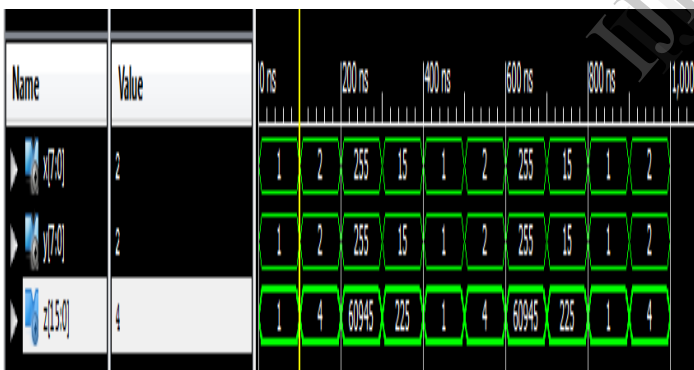 Name Value 0 ns 200 ns 400 ns 600 ns 800 ns 1,000
x[7:0] 2 1 2 255 15 1 2 255 15 1 2
y[7:0] 2 1 2 255 15 1 2 255 15 1 2
z[15:0] 4 1 4 60945 225 1 4 60945 225 1 4